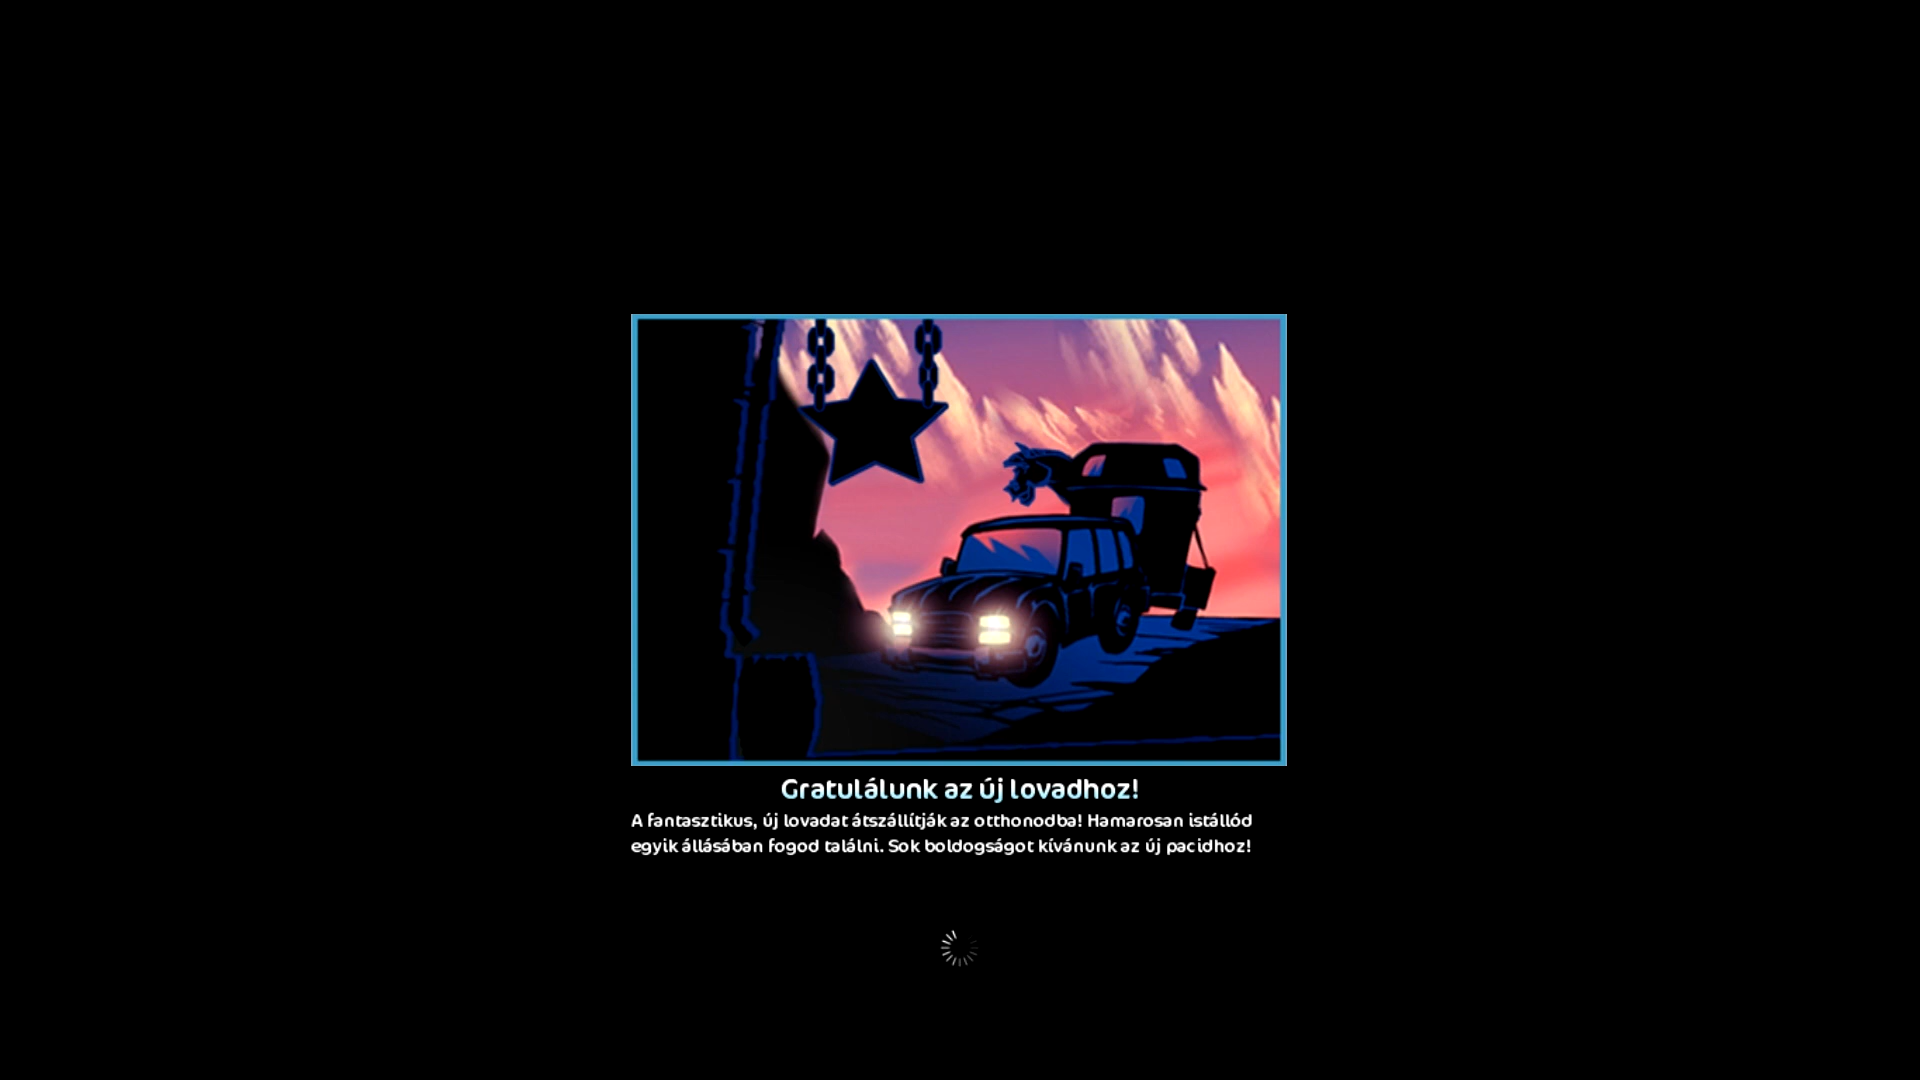 Gratulálunk az új lovadhoz!
A fantasztikus, új lovadat átszállítják az otthonodba! Hamarosan istállód
egyik állásában fogod találni. Sok boldogságot kívánunk az új pacidhoz!